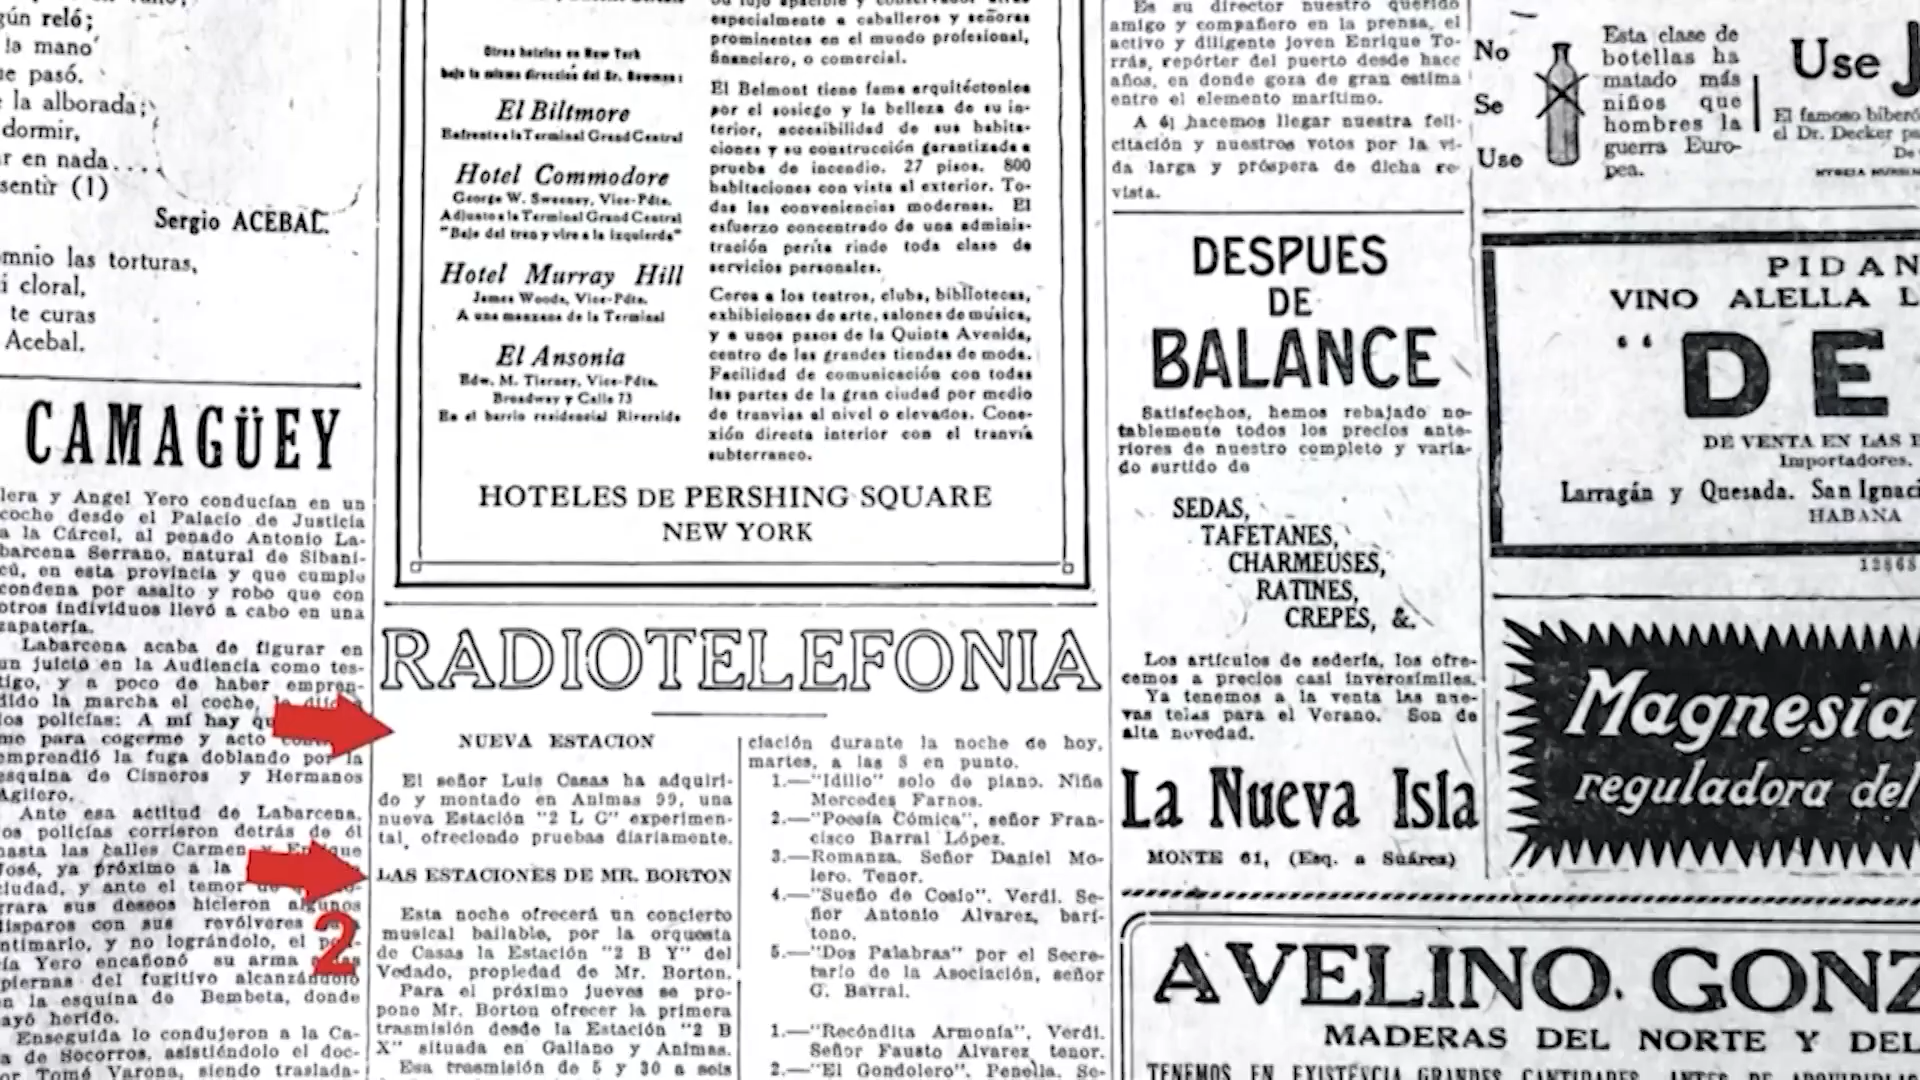 gún reló;
la mano
e pasó.
la alborada;
dormir,
r en nada....
sentir (1)
Sergio ACEBAL.
mnio las torturas,
i cloral,
te curas
Acebal.
CAMAGÜEY
lera y Angel Yero conducían en un
coche desde el Palacio de Justicia
a la Cárcel, al penado Antonio La-
barcena Serrano, natural de Sibani-
cú, en esta provincia y que cumple
condena por asalto y robo que con
otros individuos llevó a cabo en una
zapatería.
Labarcena acaba de figurar en
un juicio en la Audiencia como tes-
tigo, y a poco de haber empren-
dido la marcha el coche,
los policías: A mí hay
me para cogerme y acto
emprendió la fuga doblando por la
esquina de Cisneros y Hermanos
Agüero.
Ante esa actitud de Labarcena,
los policías corrieron detrás de él
hasta las calles Carmen y
José, ya próximo a la
ciudad, y ante el temor
rara sus deseos hicieron algunos
disparos con sus revólveres
ntimarlo, y no lográndolo, el
ía Yero encañonó su arma
piernas del fugitivo alcanzándolo
en la esquina de Bembeta, donde
ayó herido.
Enseguida lo condujeron a la Ca-
a de Socorros, asistiéndolo el doc-
or Tomé Varona, siendo traslada-
2
Otros hoteles en New York
bajo la misma dirección del Sr. Bowman:
El Biltmore
Enfrente a la Terminal Grand Central
Hotel Commodore
George W. Sweeney, Vice-Pdte.
Adjunto a la Terminal Grand Central
"Baje del tren y vire a la izquierda"
Hotel Murray Hill
James Woods, Vice-Pdte.
A una manzana de la Terminal
El Ansonia
Edw. M. Tierney, Vice-Pdte.
Broadway y Calle 73
En el barrio residencial Riverside
Su lujo apacible y conservador atrae
especialmente a caballeros y señoras
prominentes en el mundo profesional,
financiero, o comercial.
El Belmont tiene fama arquitéctonica
por el sosiego y la belleza de su in-
terior, accesibilidad de sus habita-
ciones y su construcción garantizada a
prueba de incendio. 27 pisos. 800
habitaciones con vista al exterior. To-
das las conveniencias modernas. El
esfuerzo concentrado de una adminis-
tración perita rinde toda clase de
servicios personales.
Cerca a los teatros, clubs, bibliotecas,
exhibiciones de arte, salones de música,
y a unos pasos de la Quinta Avenida,
centro de las grandes tiendas de moda.
Facilidad de comunicación con todas
las partes de la gran ciudad por medio
de tranvías al nivel o elevados. Cone-
xión directa interior con el tranvía
subterraneo.
HOTELES DE PERSHING SQUARE
NEW YORK
RADIOTELEFONIA
NUEVA ESTACION
El señor Luis Casas ha adquiri-
do y montado en Animas 99, una
nueva Estación "2 L C" experimen-
tal, ofreciendo pruebas diariamente.
LAS ESTACIONES DE MR. BORTON
Esta noche ofrecerá un concierto
musical bailable, por la orquesta
de Casas la Estación "2 B Y" del
Vedado, propiedad de Mr. Borton.
Para el próximo jueves se pro-
pone Mr. Borton ofrecer la primera
trasmisión desde la Estación "2 B
X" situada en Galiano y Animas.
Esa trasmisión de 5 y 30 a seis
ciación durante la noche de hoy,
martes, a las 8 en punto.
1.—"Idilio" solo de piano. Niña
Mercedes Farnos.
2.—"Poesía Cómica", señor Fran-
cisco Barral López.
3.—Romanza. Señor Daniel Mo-
lero. Tenor.
4.—"Sueño de Cosio". Verdi. Se-
ñor Antonio Alvarez, barí-
tono.
5.—"Dos Palabras" por el Secre-
tario de la Asociación, señor
G. Barral.
1.—"Recóndita Armonía". Verdi.
Señor Fausto Alvarez tenor.
2.—"El Gondolero". Penella. Se-
Es su director nuestro querido
amigo y compañero en la prensa, el
activo y diligente joven Enrique To-
rrás, repórter del puerto desde hace
años, en donde goza de gran estima
entre el elemento marítimo.
A él hacemos llegar nuestra feli-
citación y nuestros votos por la vi-
da larga y próspera de dicha re-
vista.
DESPUES
DE
BALANCE
Satisfechos, hemos rebajado no-
tablemente todos los precios ante-
riores de nuestro completo y varia-
do surtido de
SEDAS,
TAFETANES,
CHARMEUSES,
RATINES,
CREPES, &.
Los artículos de sedería, los ofre-
cemos a precios casi inverosímiles.
Ya tenemos a la venta las nue-
vas telas para el Verano. Son de
alta novedad.
La Nueva Isla
MONTE 61, (Esq. a Suárez)
No
Se
Use
Esta clase de
botellas ha
matado más
niños que
hombres la
guerra Euro-
pea.
Use J
El famoso biberó
el Dr. Decker pa
De
PIDAN
VINO ALELLA L
"DE
DE VENTA EN LAS
Importadores.
Larragán y Quesada. San Ignaci
HABANA
12868
Magnesia
reguladora del
AVELINO GONZ
MADERAS DEL NORTE Y DEL
TENEMOS EN EXISTENCIA GRANDES CANTIDADES, ANTES DE ADQUIRIRLAS